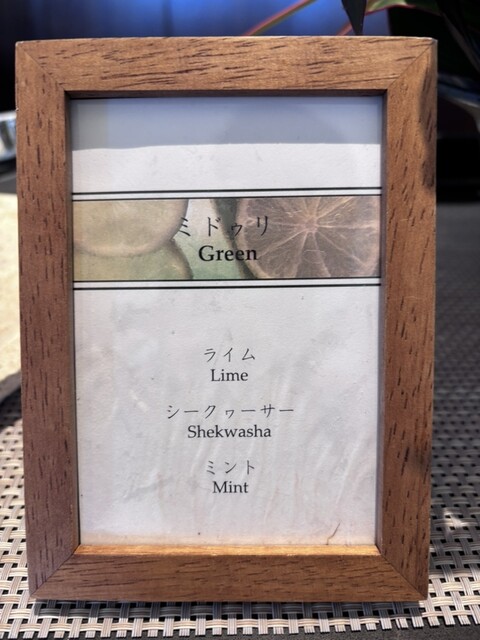 ミドゥリ
Green
ライム
Lime
シークヮーサー
Shekwasha
ミント
Mint